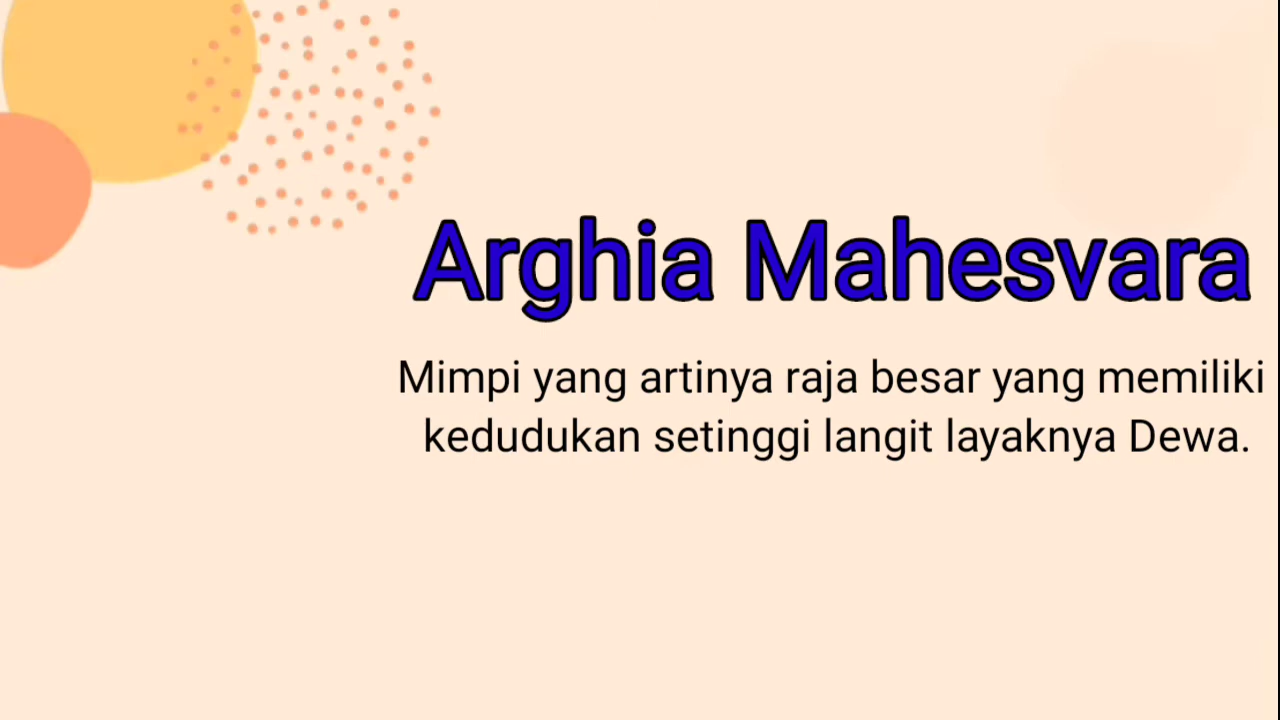 Arghia Mahesvara
Mimpi yang artinya raja besar yang memiliki
kedudukan setinggi langit layaknya Dewa.